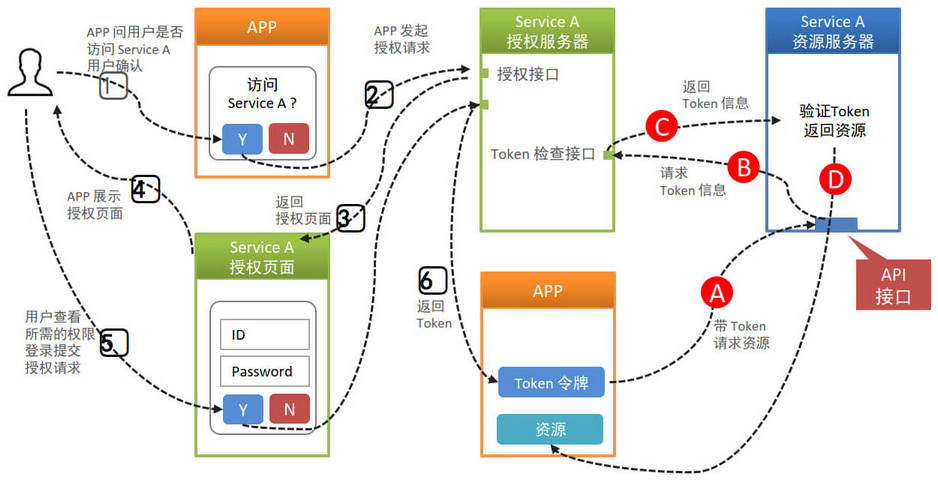 APP 问用户是否
访问 Service A
用户确认
1
APP
访问
Service A ?
Y
N
APP 发起
授权请求
2
Service A
授权服务器
授权接口
Token 检查接口
返回
Token 信息
C
请求
Token 信息
B
Service A
资源服务器
验证Token
返回资源
D
API
接口
APP 展示
授权页面
4
返回
授权页面
3
Service A
授权页面
ID
Password
Y
N
用户查看
所需的权限
登录提交
授权请求
5
6
返回
Token
APP
Token 令牌
资源
A
带 Token
请求资源